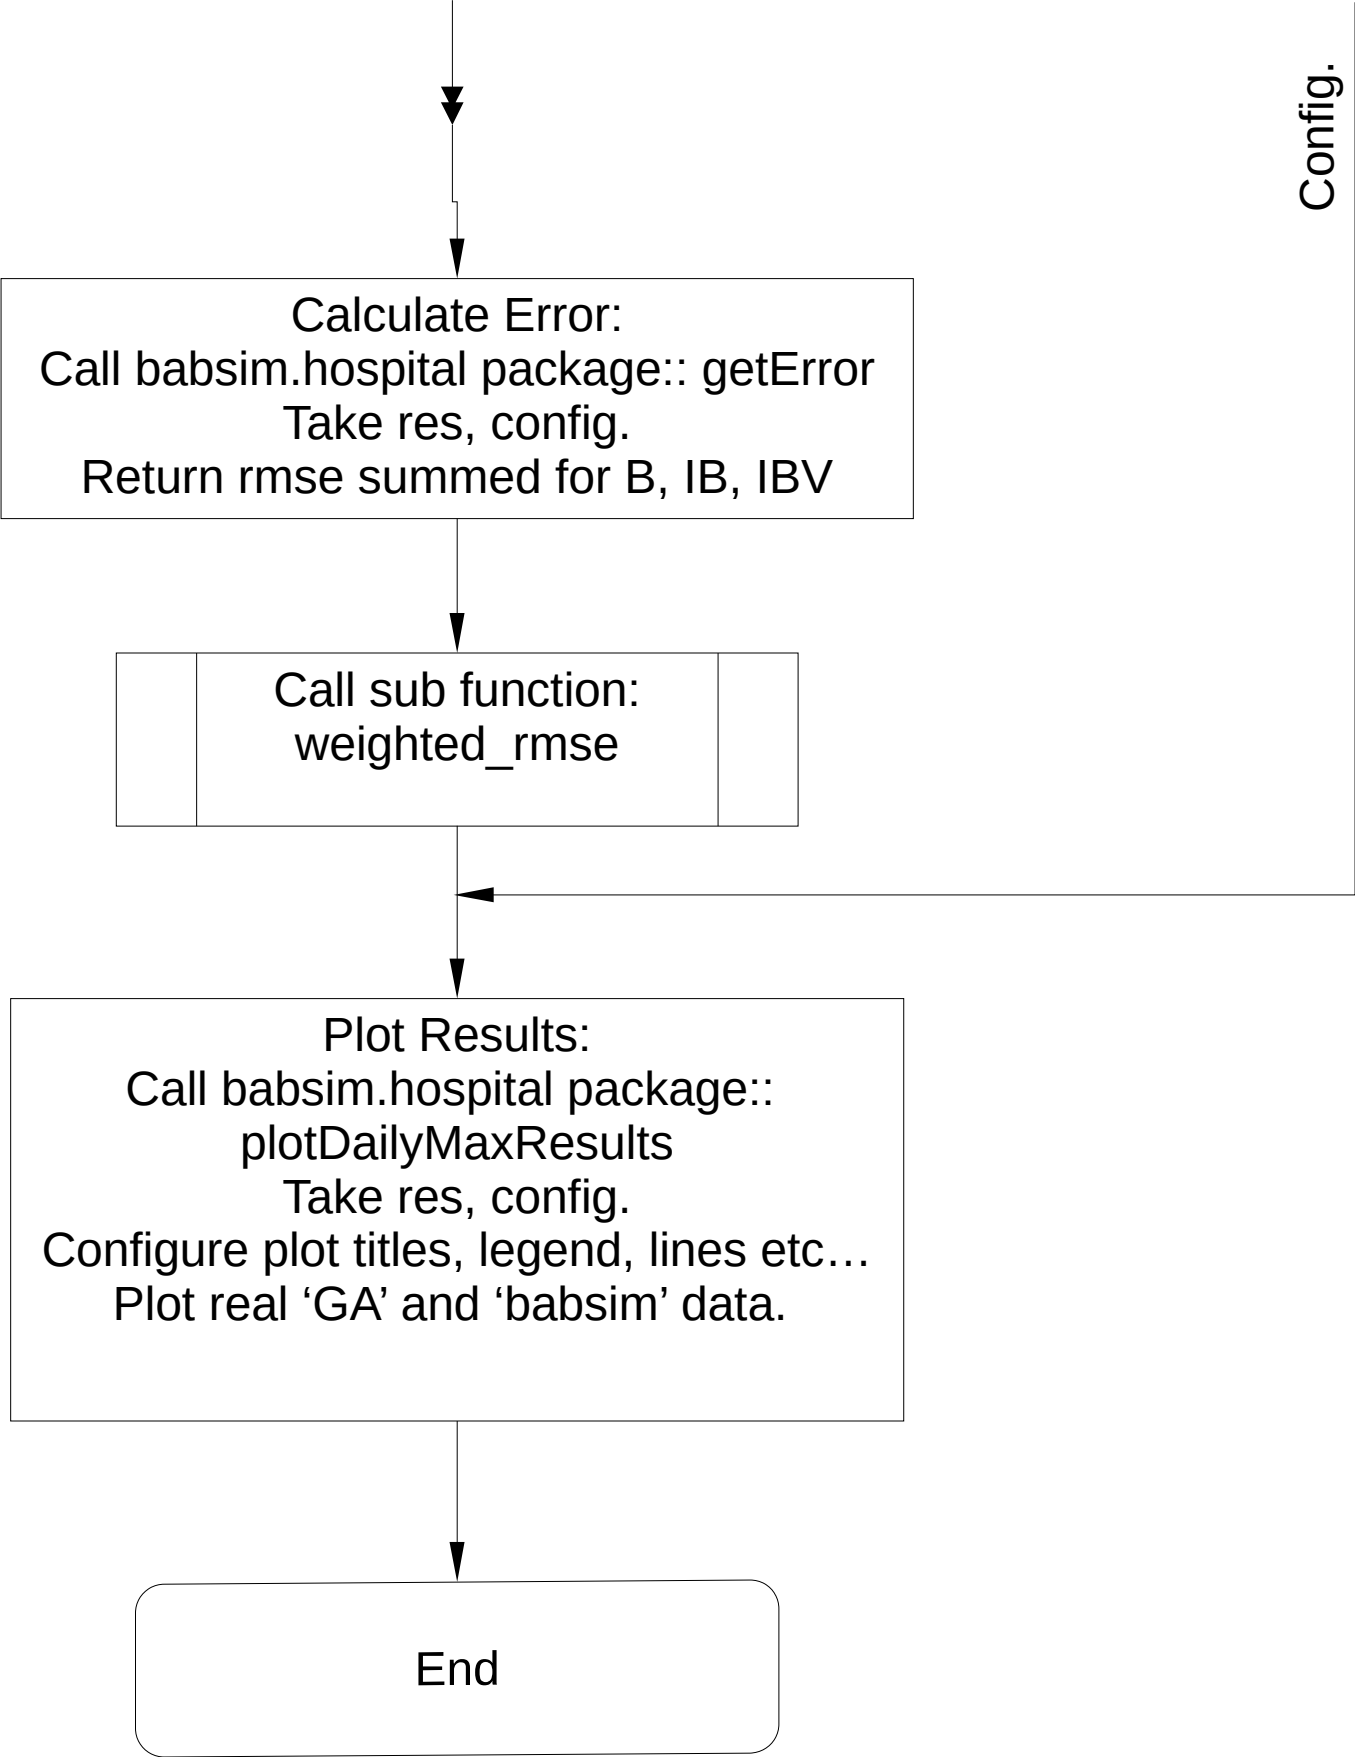 Config.
Calculate Error:
Call babsim.hospital package:: getError
Take res, config.
Return rmse summed for B, IB, IBV
Call sub function:
weighted_rmse
Plot Results:
Call babsim.hospital package::
plotDailyMaxResults
Take res, config.
Configure plot titles, legend, lines etc…
Plot real ‘GA’ and ‘babsim’ data.
End